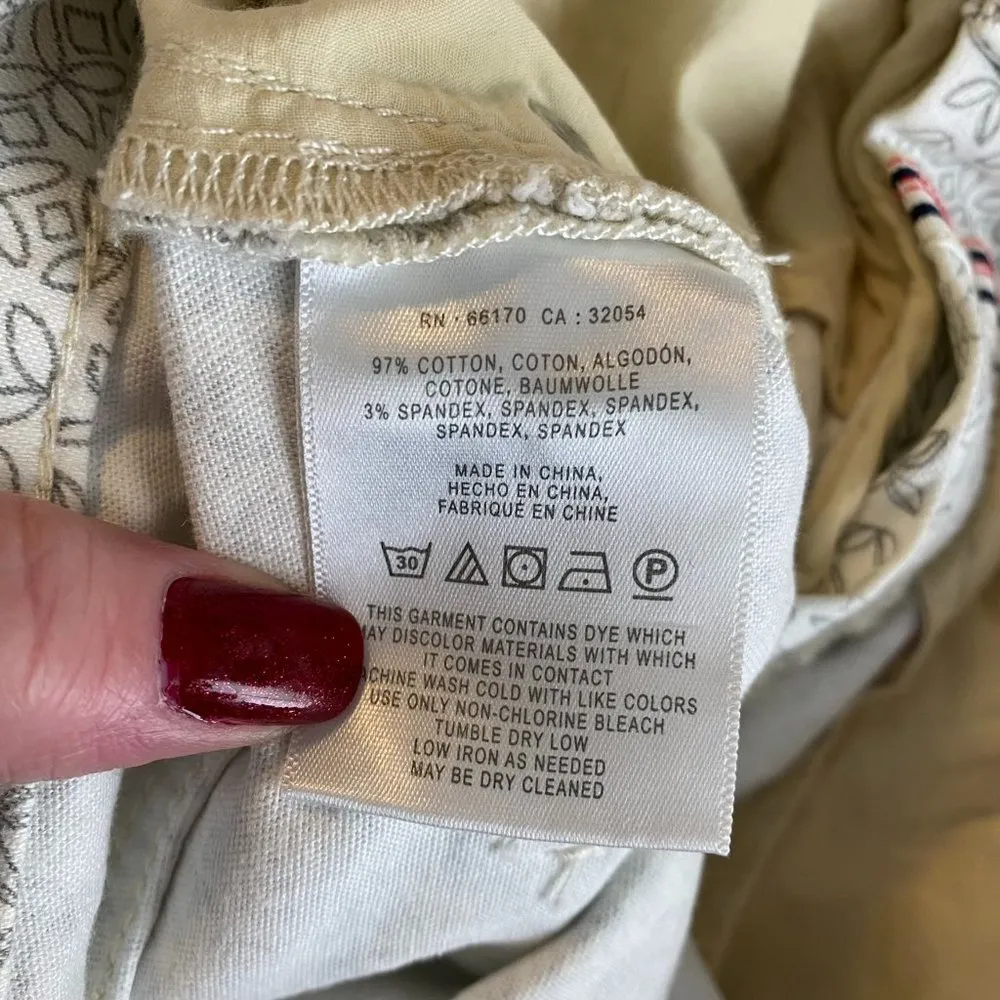 RN · 66170 CA : 32054
97% COTTON, COTON, ALGODÓN,
COTONE, BAUMWOLLE
3% SPANDEX, SPANDEX, SPANDEX,
SPANDEX, SPANDEX
MADE IN CHINA,
HECHO EN CHINA,
FABRIQUÉ EN CHINE
30 P
THIS GARMENT CONTAINS DYE WHICH
DISCOLOR MATERIALS WITH WHICH
IT COMES IN CONTACT
WASH COLD WITH LIKE COLORS
USE ONLY NON-CHLORINE BLEACH
TUMBLE DRY LOW
LOW IRON AS NEEDED
MAY BE DRY CLEANED